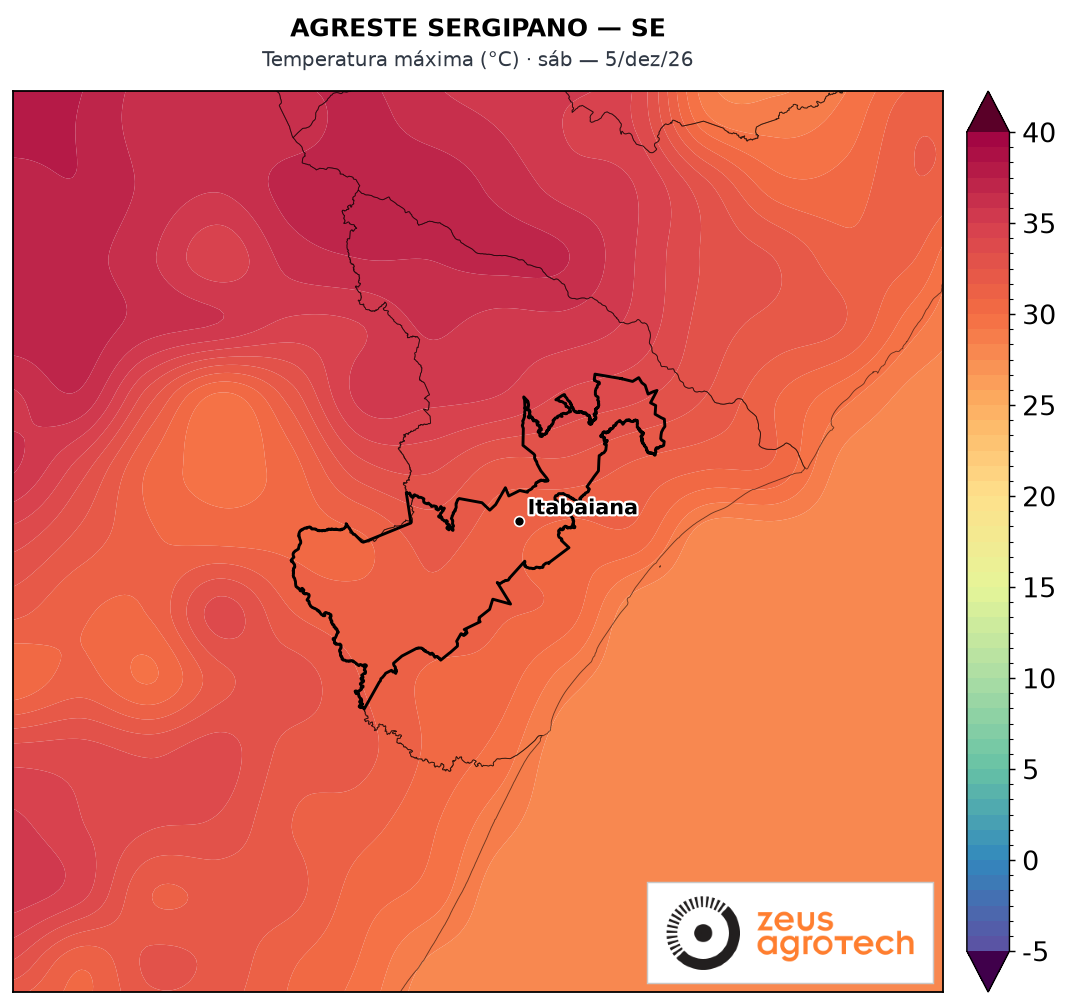 AGRESTE SERGIPANO — SE
Temperatura máxima (°C) · sáb — 5/dez/26
40
35
30
25
20
15
10
5
0
-5
Itabaiana
zeus
agrotech